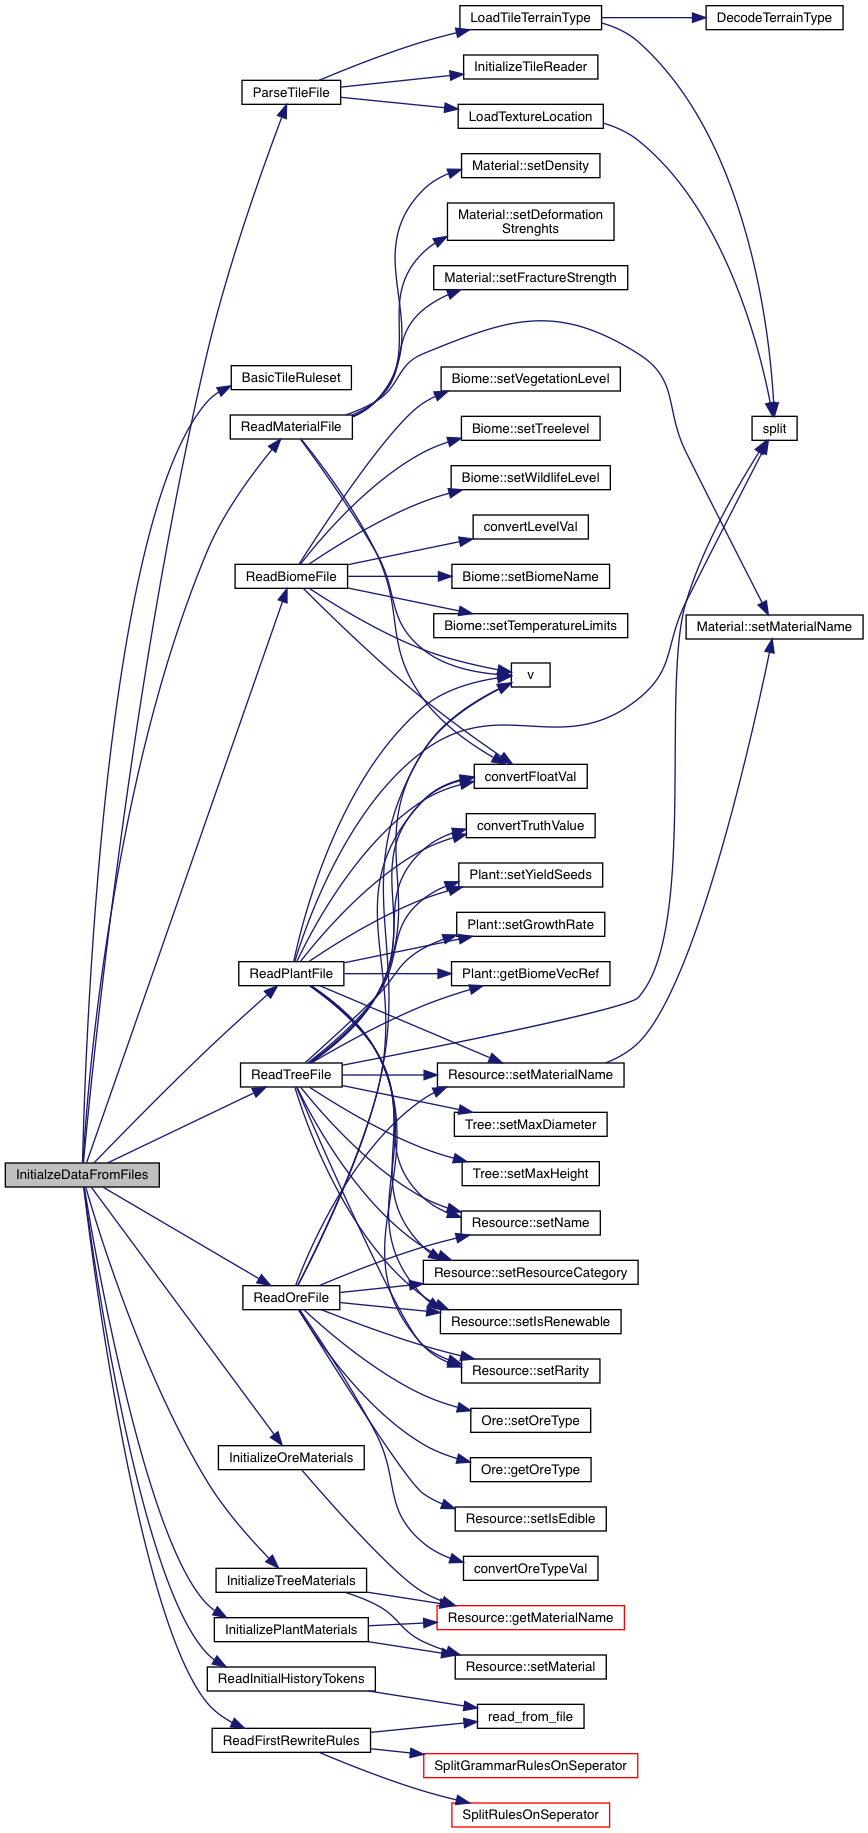 LoadTileTerrainType
DecodeTerrainType
InitializeTileReader
ParseTileFile
LoadTextureLocation
Material::setDensity
Material::setDeformation
Strenghts
Material::setFractureStrength
BasicTileRuleset
Biome::setVegetationLevel
ReadMaterialFile
Biome::setTreelevel
split
Biome::setWildlifeLevel
convertLevelVal
ReadBiomeFile
Biome::setBiomeName
Biome::setTemperatureLimits
Material::setMaterialName
v
convertFloatVal
convertTruthValue
Plant::setYieldSeeds
Plant::setGrowthRate
ReadPlantFile
Plant::getBiomeVecRef
ReadTreeFile
Resource::setMaterialName
Tree::setMaxDiameter
InitialzeDataFromFiles
Tree::setMaxHeight
Resource::setName
Resource::setResourceCategory
ReadOreFile
Resource::setIsRenewable
Resource::setRarity
Ore::setOreType
InitializeOreMaterials
Ore::getOreType
Resource::setIsEdible
convertOreTypeVal
InitializeTreeMaterials
Resource::getMaterialName
InitializePlantMaterials
Resource::setMaterial
ReadInitialHistoryTokens
read_from_file
ReadFirstRewriteRules
SplitGrammarRulesOnSeperator
SplitRulesOnSeperator